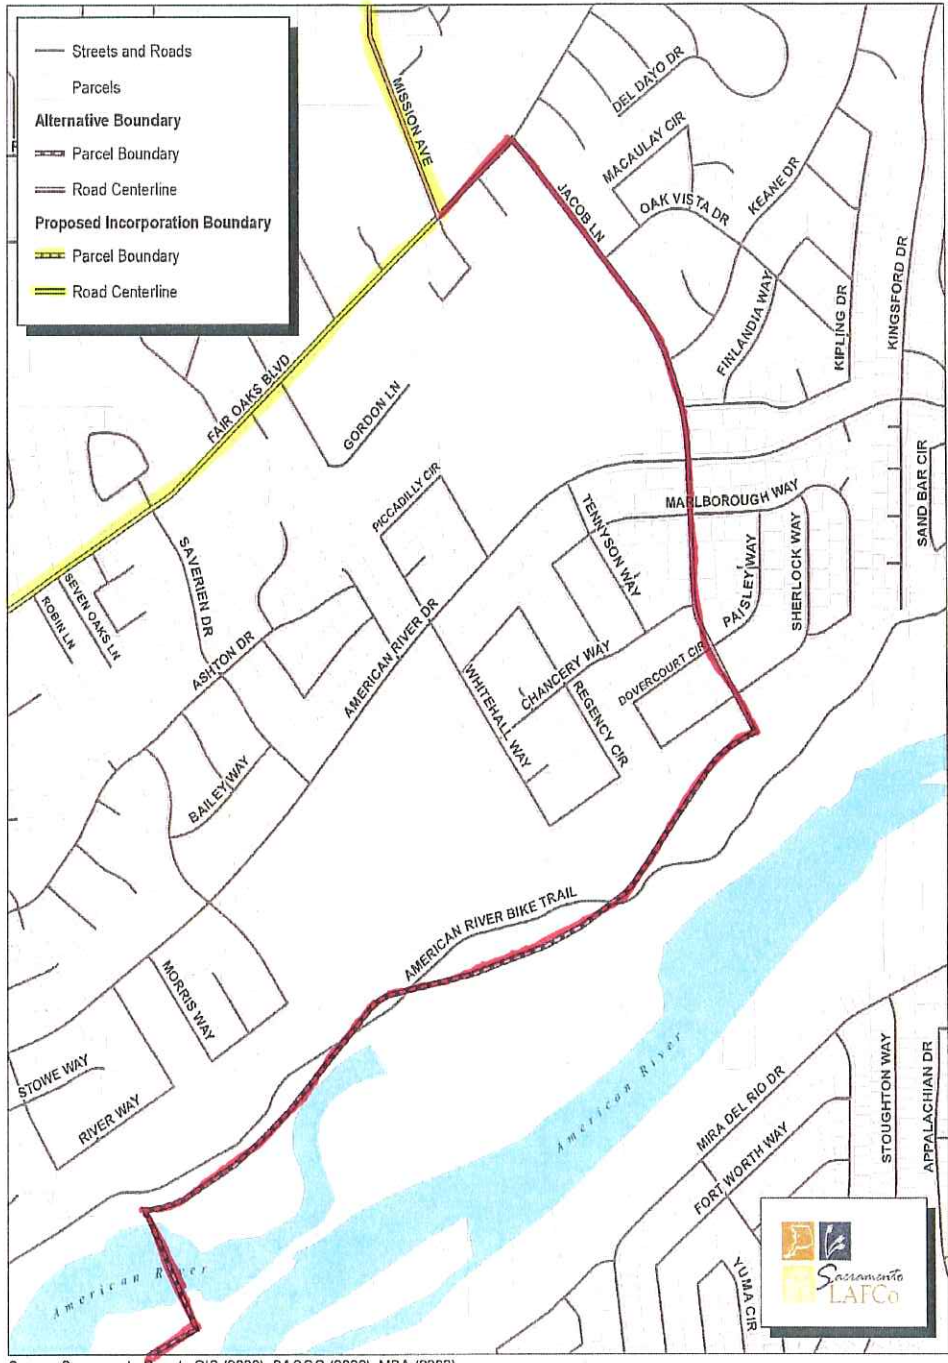 Streets and Roads
Parcels
Alternative Boundary
Parcel Boundary
Road Centerline
Proposed Incorporation Boundary
Parcel Boundary
Road Centerline
MISSION AVE
DEL DAYO DR
MACAULAY CIR
JACOB LN
OAK VISTA DR
KEANE DR
FINLANDIA WAY
KIPLING DR
KINGSFORD DR
FAIR OAKS BLVD
GORDON LN
PICCADILLY CIR
MARLBOROUGH WAY
SAND BAR CIR
TENNYSON WAY
SAVERIEN DR
PAISLEY WAY
SHERLOCK WAY
SEVEN OAKS LN
ROBIN LN
ASHTON DR
AMERICAN RIVER DR
WHITEHALL WAY
CHANCERY WAY
REGENCY CIR
DOVERCOURT CIR
BAILEY WAY
AMERICAN RIVER BIKE TRAIL
MORRIS WAY
STOWE WAY
RIVER WAY
American River
MIRA DEL RIO DR
FORT WORTH WAY
STOUGHTON WAY
APPALACHIAN DR
YUMA CIR
American River
Sacramento
LAFCo